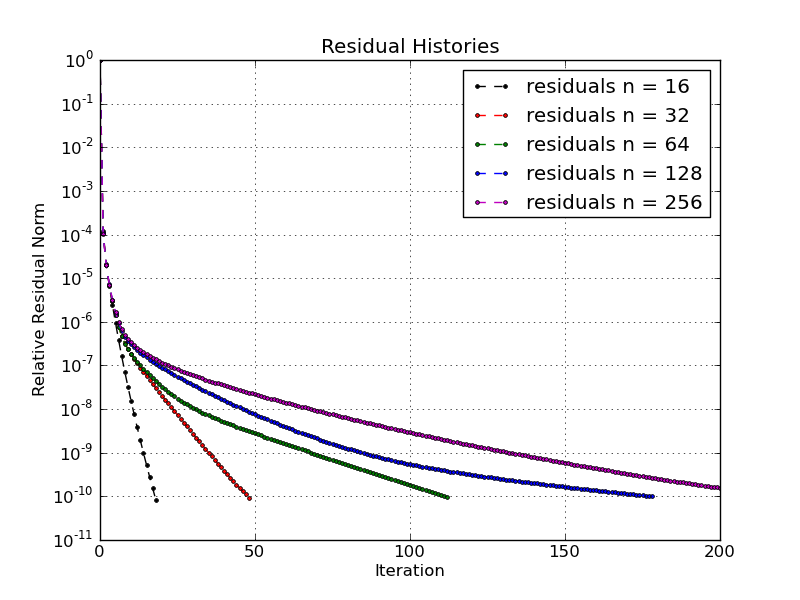 Residual Histories
10^0
10^-1
10^-2
10^-3
10^-4
10^-5
10^-6
10^-7
10^-8
10^-9
10^-10
10^-11
Relative Residual Norm
residuals n = 16
residuals n = 32
residuals n = 64
residuals n = 128
residuals n = 256
0 50 100 150 200
Iteration